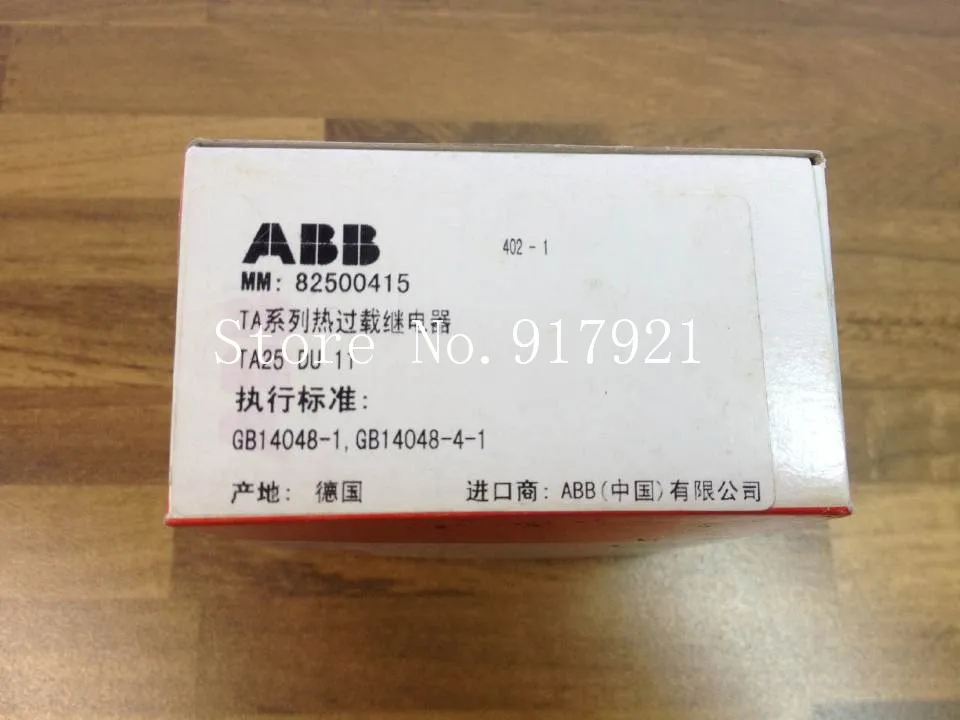 ABB
402 - 1
MM: 82500415
TA系列热过载继电器
Store No. 917921
TA25 DU 11
执行标准:
GB14048-1, GB14048-4-1
产地: 德国
进口商: ABB(中国)有限公司